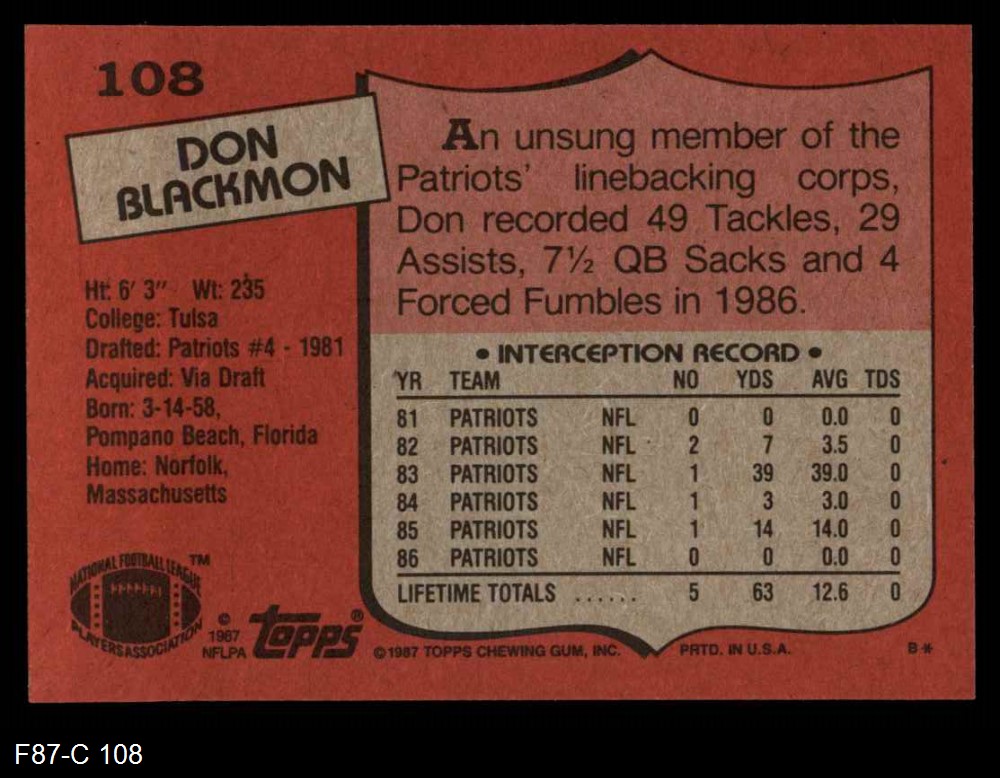 108
DON
BLACKMON
An unsung member of the
Patriots' linebacking corps,
Don recorded 49 Tackles, 29
Assists, 7½ QB Sacks and 4
Forced Fumbles in 1986.
Ht: 6' 3" Wt: 235
College: Tulsa
Drafted: Patriots #4 - 1981
Acquired: Via Draft
Born: 3-14-58,
Pompano Beach, Florida
Home: Norfolk,
Massachusetts
• INTERCEPTION RECORD •
YR TEAM NO YDS AVG TDS
81 PATRIOTS NFL 0 0 0.0 0
82 PATRIOTS NFL 2 7 3.5 0
83 PATRIOTS NFL 1 39 39.0 0
84 PATRIOTS NFL 1 3 3.0 0
85 PATRIOTS NFL 1 14 14.0 0
86 PATRIOTS NFL 0 0 0.0 0
LIFETIME TOTALS ...... 5 63 12.6 0
NATIONAL FOOTBALL LEAGUE ™
PLAYERS ASSOCIATION
©
1987
NFLPA
topps®
©1987 TOPPS CHEWING GUM, INC. PRTD. IN U.S.A. B*
F87-C 108